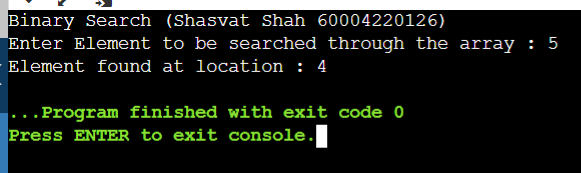 Binary Search (Shasvat Shah 60004220126)
Enter Element to be searched through the array : 5
Element found at location : 4
...Program finished with exit code 0
Press ENTER to exit console.